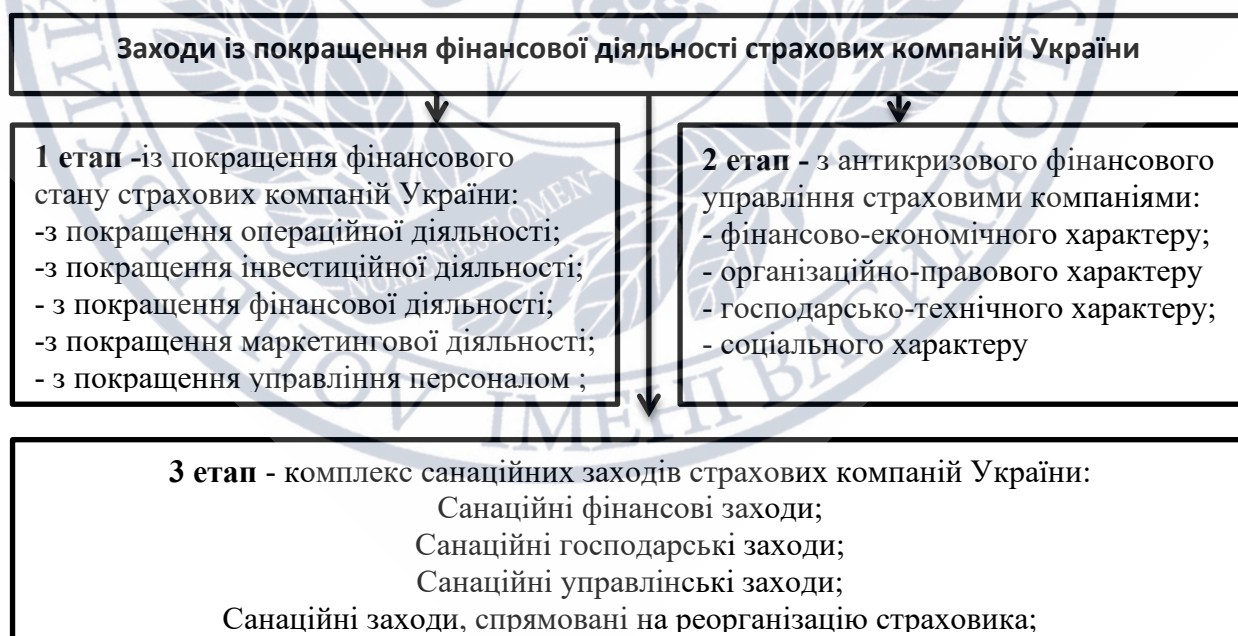 Заходи із покращення фінансової діяльності страхових компаній України
1 етап -із покращення фінансового
стану страхових компаній України:
-з покращення операційної діяльності;
-з покращення інвестиційної діяльності;
- з покращення фінансової діяльності;
-з покращення маркетингової діяльності;
- з покращення управління персоналом ;
2 етап - з антикризового фінансового
управління страховими компаніями:
- фінансово-економічного характеру;
- організаційно-правового характеру
- господарсько-технічного характеру;
- соціального характеру
3 етап - комплекс санаційних заходів страхових компаній України:
Санаційні фінансові заходи;
Санаційні господарські заходи;
Санаційні управлінські заходи;
Санаційні заходи, спрямовані на реорганізацію страховика;
ІМЕНІ ВАСИЛЯ